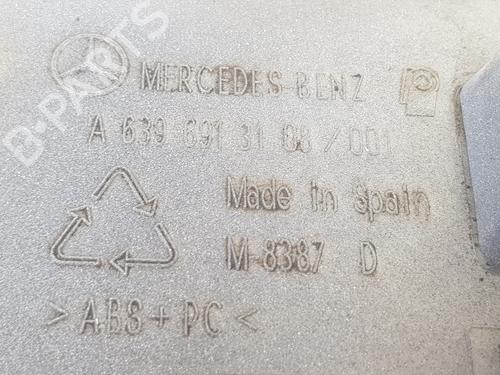 MERCEDES-BENZ
A 639 691 31 88 / 001
Made in Spain
M-8387 D
> ABS + PC <
B-PARTS